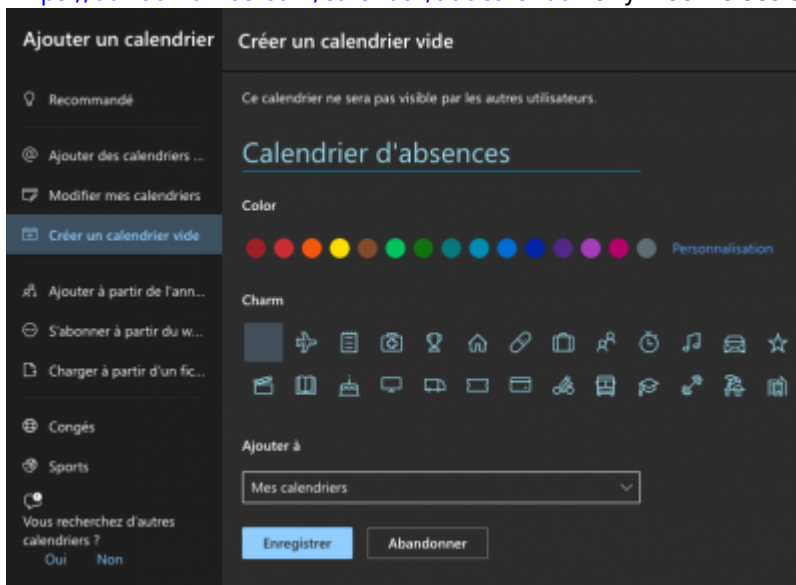 Ajouter un calendrier
Recommandé
Ajouter des calendriers ...
Modifier mes calendriers
Créer un calendrier vide
Ajouter à partir de l'ann...
S'abonner à partir du w...
Charger à partir d'un fic...
Congés
Sports
Vous recherchez d'autres
calendriers ?
Oui Non
Créer un calendrier vide
Ce calendrier ne sera pas visible par les autres utilisateurs.
Calendrier d'absences
Color
Personnalisation
Charm
Ajouter à
Mes calendriers
Enregistrer Abandonner